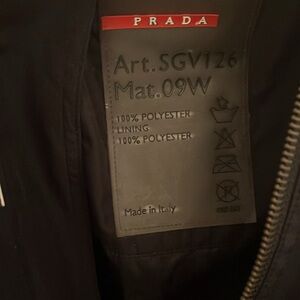 PRADA
Art.SGV126
Mat.09W
100% POLYESTER
LINING
100% POLYESTER
Made in Italy